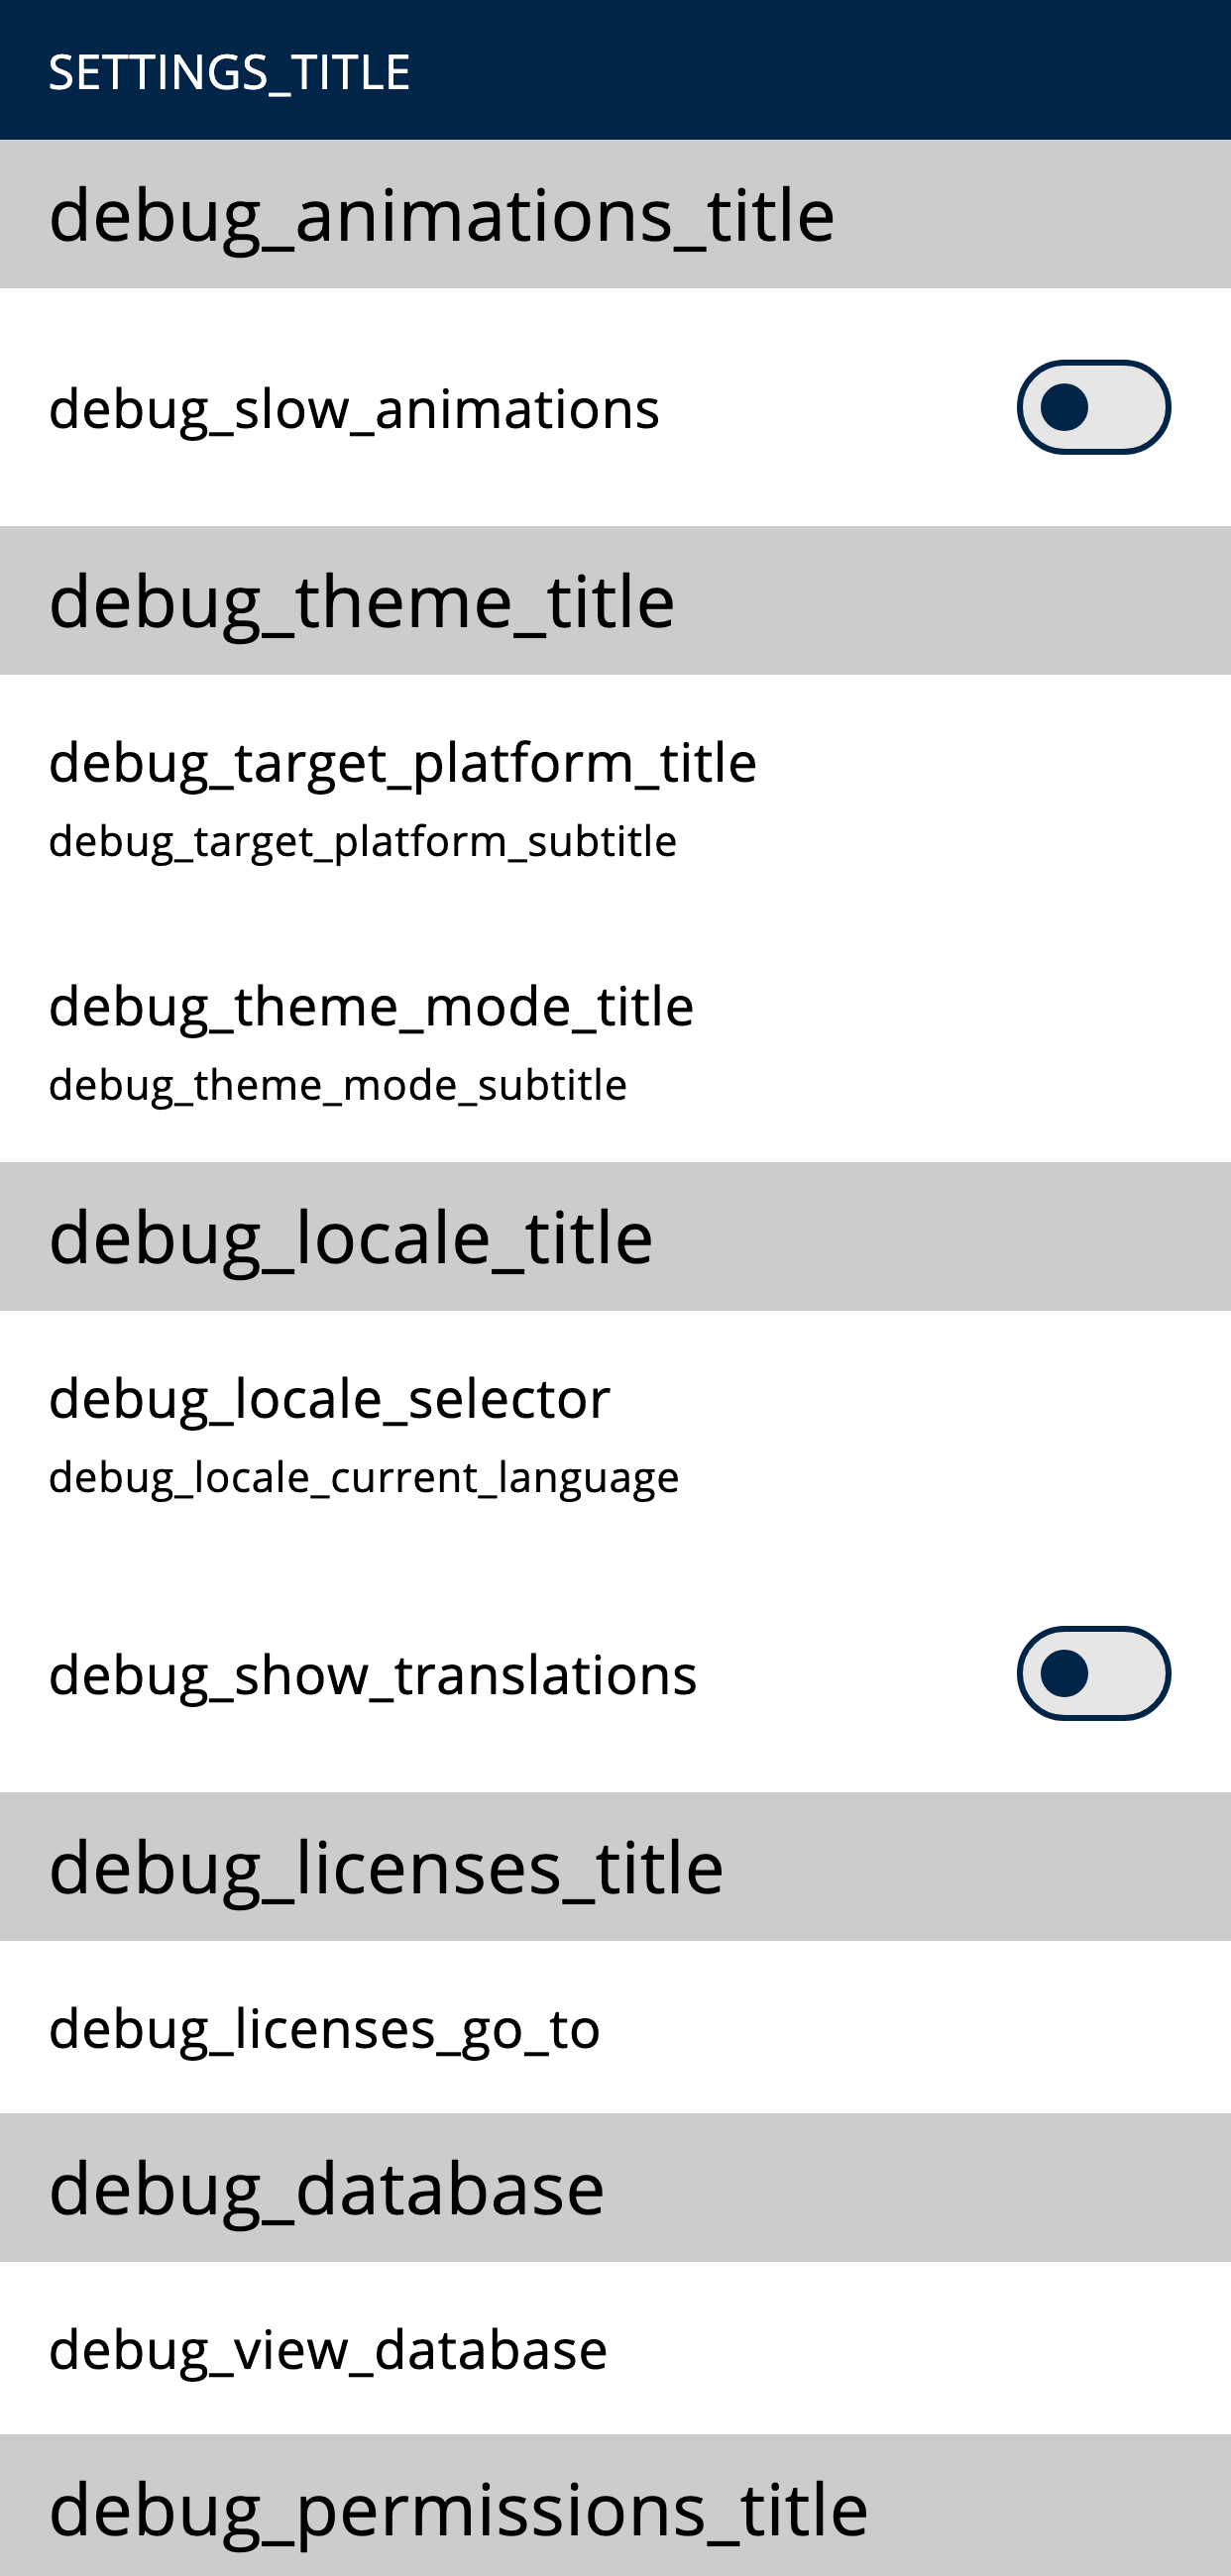 SETTINGS_TITLE
debug_animations_title
debug_slow_animations
debug_theme_title
debug_target_platform_title
debug_target_platform_subtitle
debug_theme_mode_title
debug_theme_mode_subtitle
debug_locale_title
debug_locale_selector
debug_locale_current_language
debug_show_translations
debug_licenses_title
debug_licenses_go_to
debug_database
debug_view_database
debug_permissions_title